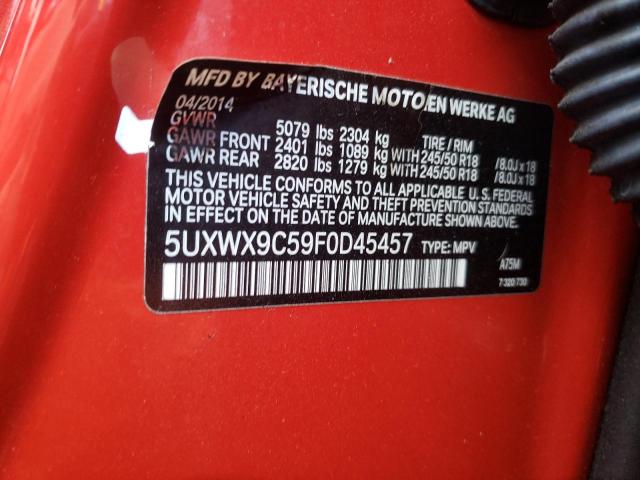 MFD BY BAYERISCHE MOTOREN WERKE AG
04/2014
GVWR 5079 lbs 2304 kg TIRE / RIM
GAWR FRONT 2401 lbs 1089 kg WITH 245/50 R18 /8.0J x 18
GAWR REAR 2820 lbs 1279 kg WITH 245/50 R18 /8.0J x 18
THIS VEHICLE CONFORMS TO ALL APPLICABLE U.S. FEDERAL
MOTOR VEHICLE SAFETY AND THEFT PREVENTION STANDARDS
IN EFFECT ON THE DATE OF MANUFACTURE SHOWN ABOVE.
5UXWX9C59F0D45457 TYPE: MPV
A75M
7 320 730